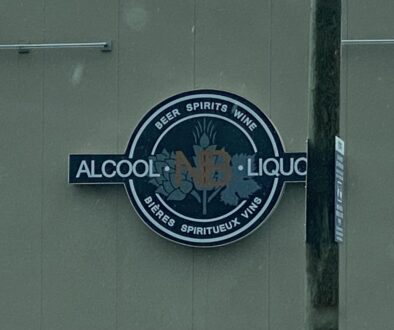 BEER SPIRITS WINE
ALCOOL · NB · LIQUO
BIÈRES SPIRITUEUX VINS